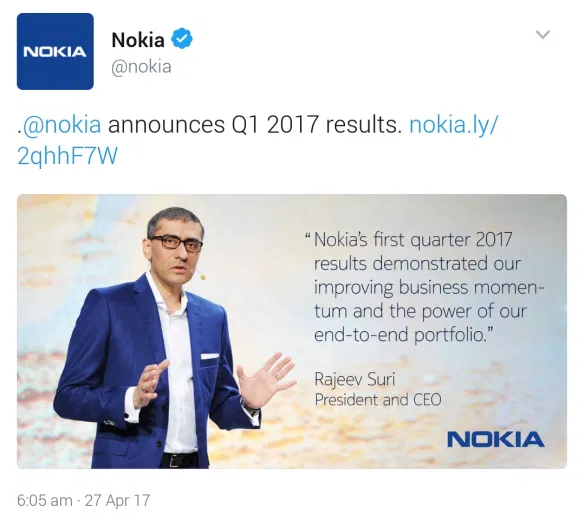 NOKIA
Nokia
@nokia
.@nokia announces Q1 2017 results. nokia.ly/
2qhhF7W
“Nokia’s first quarter 2017
results demonstrated our
improving business momen-
tum and the power of our
end-to-end portfolio.”
Rajeev Suri
President and CEO
NOKIA
6:05 am · 27 Apr 17